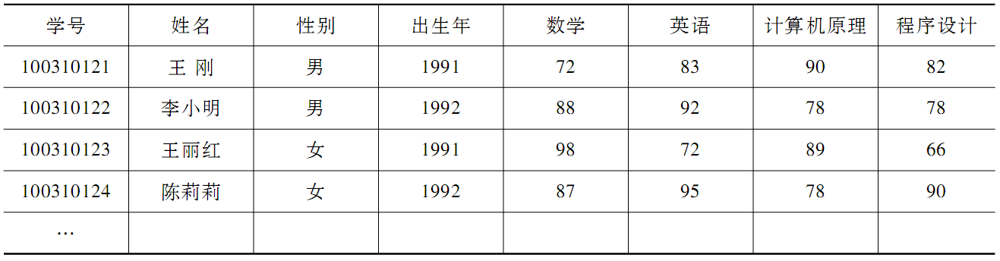 学号 姓名 性别 出生年 数学 英语 计算机原理 程序设计
100310121 王 刚 男 1991 72 83 90 82
100310122 李小明 男 1992 88 92 78 78
100310123 王丽红 女 1991 98 72 89 66
100310124 陈莉莉 女 1992 87 95 78 90
…